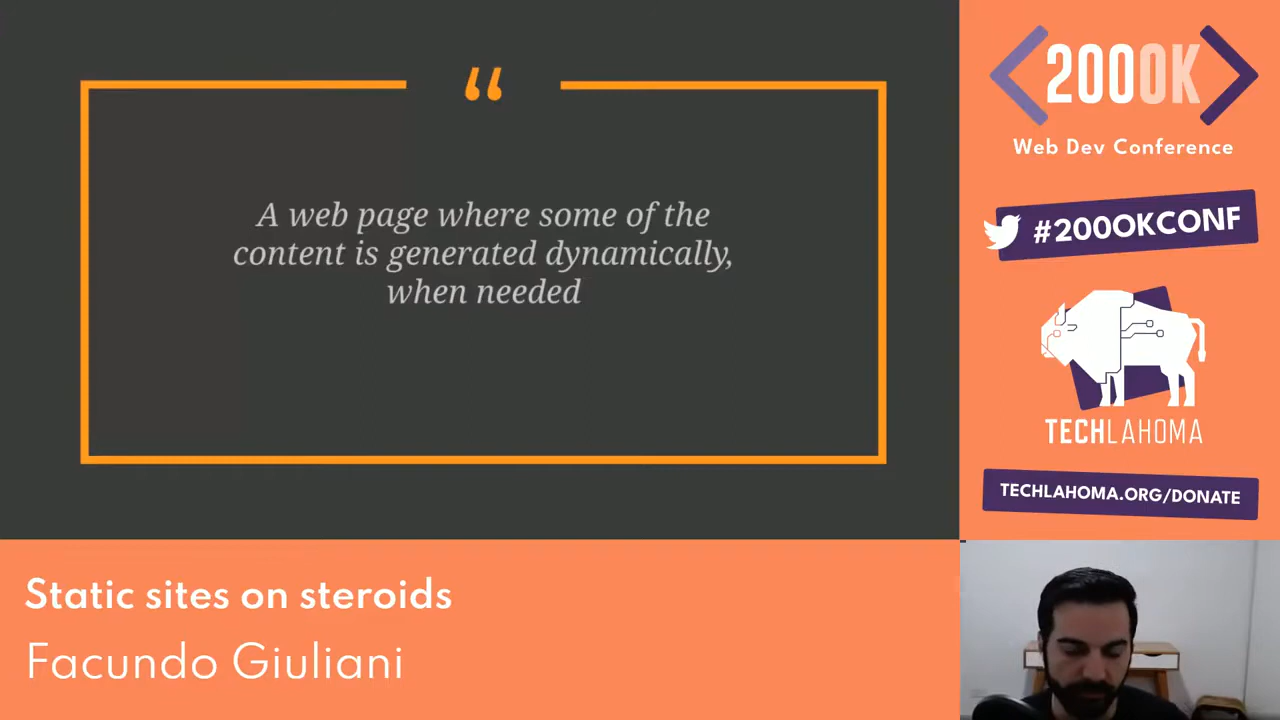 “
A web page where some of the
content is generated dynamically,
when needed
200OK
Web Dev Conference
#200OKCONF
TECHLAHOMA
TECHLAHOMA.ORG/DONATE
Static sites on steroids
Facundo Giuliani